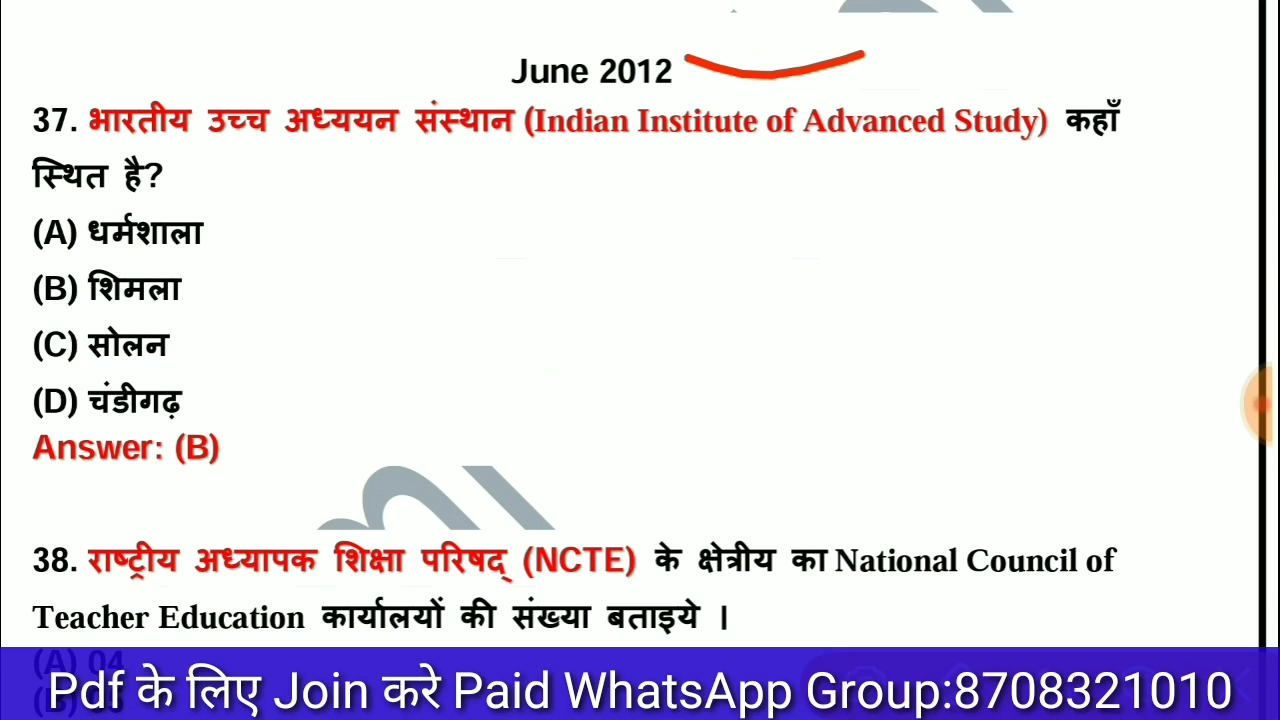 June 2012
37. भारतीय उच्च अध्ययन संस्थान (Indian Institute of Advanced Study) कहाँ
स्थित है?
(A) धर्मशाला
(B) शिमला
(C) सोलन
(D) चंडीगढ़
Answer: (B)
38. राष्ट्रीय अध्यापक शिक्षा परिषद् (NCTE) के क्षेत्रीय का National Council of
Teacher Education कार्यालयों की संख्या बताइये ।
(A) 04
Pdf के लिए Join करे Paid WhatsApp Group:8708321010